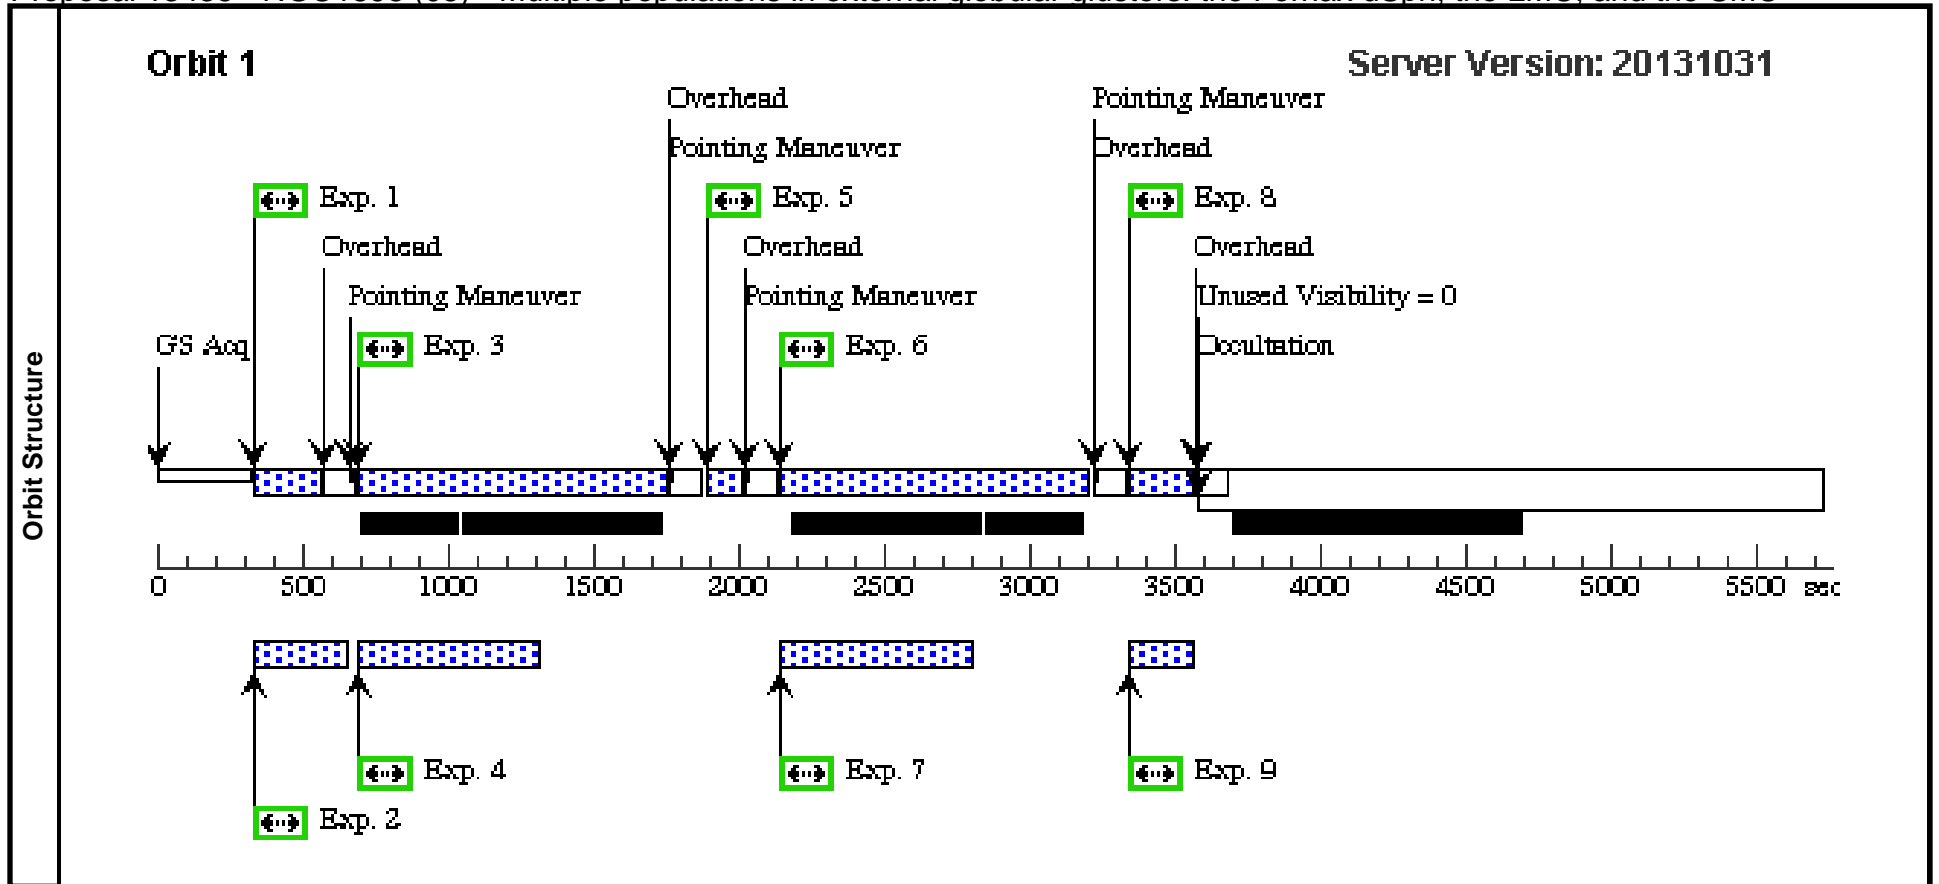 Orbit 1
Server Version: 20131031
Overhead
Pointing Maneuver
Pointing Maneuver
Overhead
Exp. 1
Exp. 5
Exp. 8
Overhead
Overhead
Overhead
Pointing Maneuver
Pointing Maneuver
Unused Visibility = 0
GS Acq
Exp. 3
Exp. 6
Occultation
Orbit Structure
0 500 1000 1500 2000 2500 3000 3500 4000 4500 5000 5500 sec
Exp. 4
Exp. 7
Exp. 9
Exp. 2